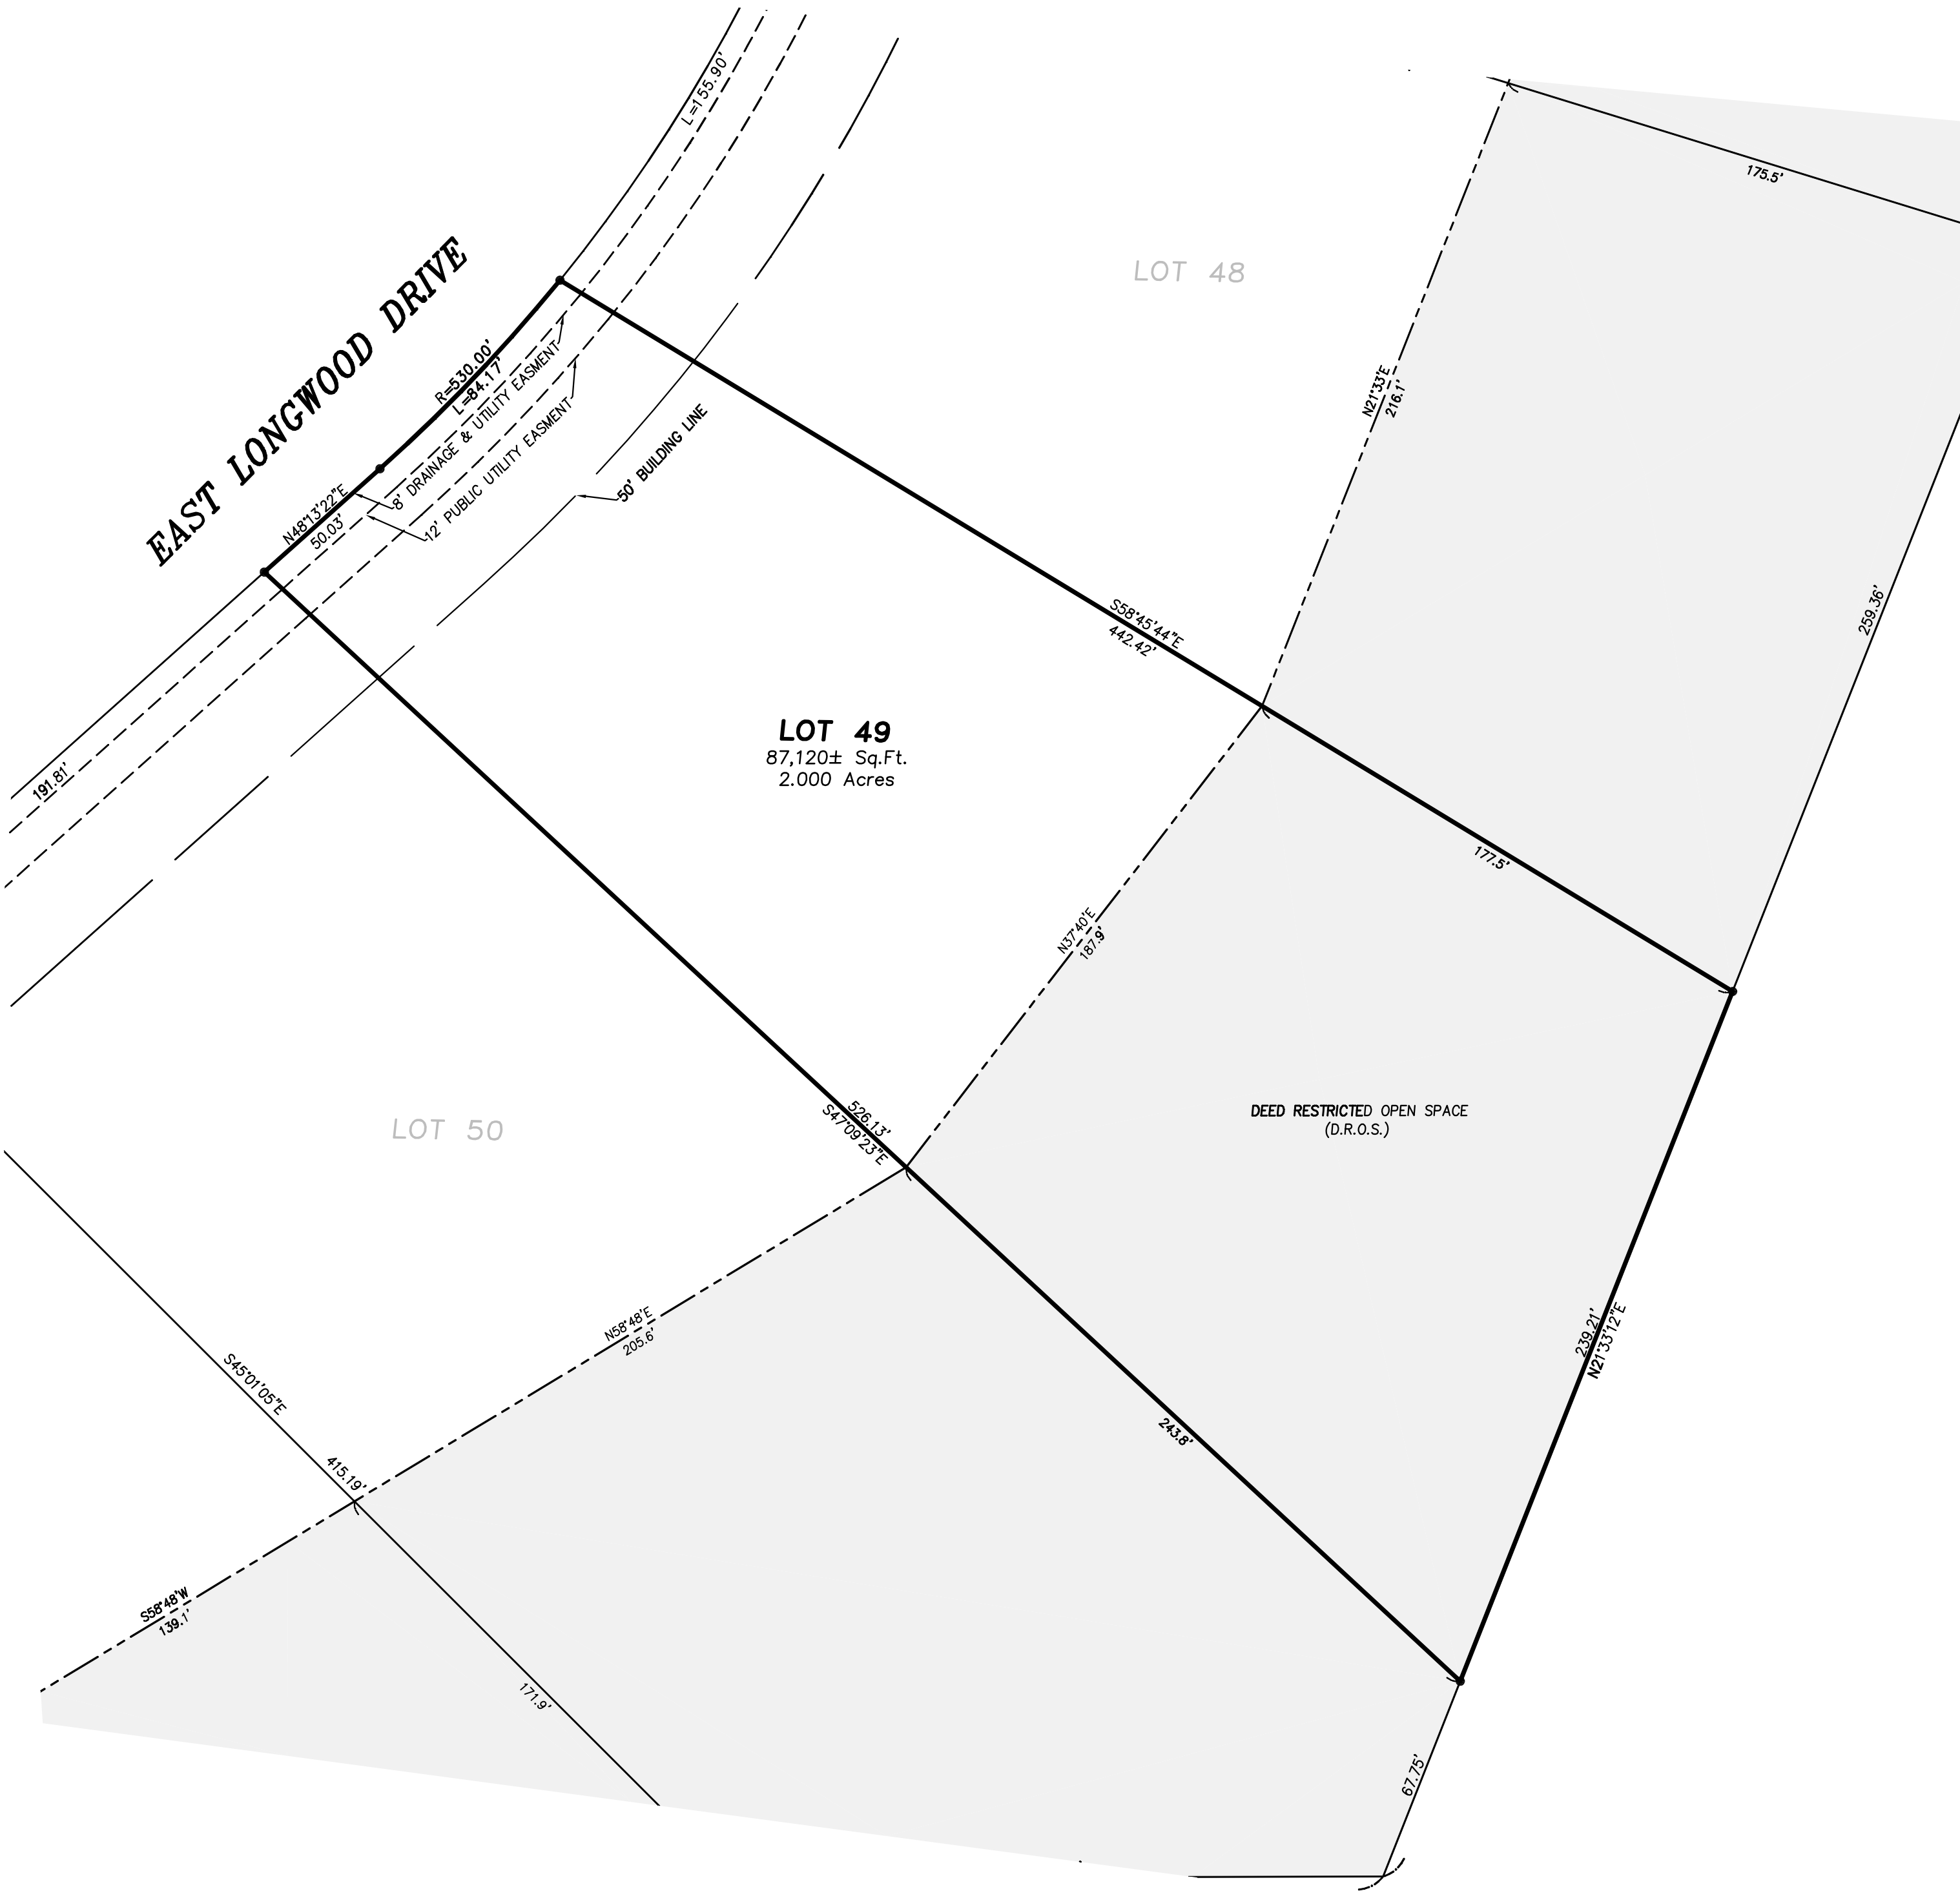 L=155.90'
175.5'
EAST LONGWOOD DRIVE
LOT 48
R=530.00'
L=84.17'
8' DRAINAGE & UTILITY EASMENT
12' PUBLIC UTILITY EASMENT
50' BUILDING LINE
N21°33'E
216.1'
N48°13'22"E
50.03'
259.36'
S58°45'44"E
442.42'
191.81'
LOT 49
87,120± Sq.Ft.
2.000 Acres
177.5'
N37°40'E
187.9'
LOT 50
526.13'
S47°09'23"E
DEED RESTRICTED OPEN SPACE
(D.R.O.S.)
N58°48'E
205.6'
239.21'
N21°33'12"E
S45°01'05"E
415.19'
243.8'
S58°48'W
139.1'
171.9'
67.75'